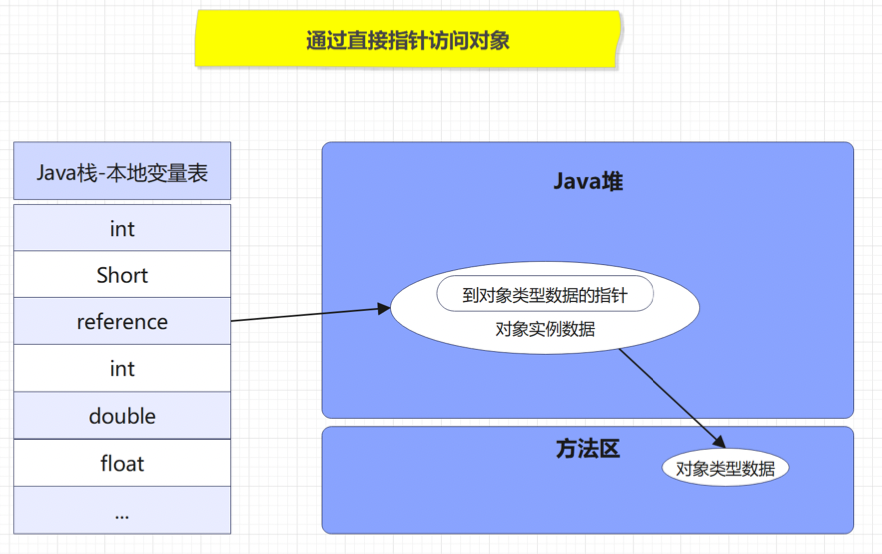 通过直接指针访问对象
Java栈-本地变量表
int
Short
reference
int
double
float
...
Java堆
到对象类型数据的指针
对象实例数据
方法区
对象类型数据